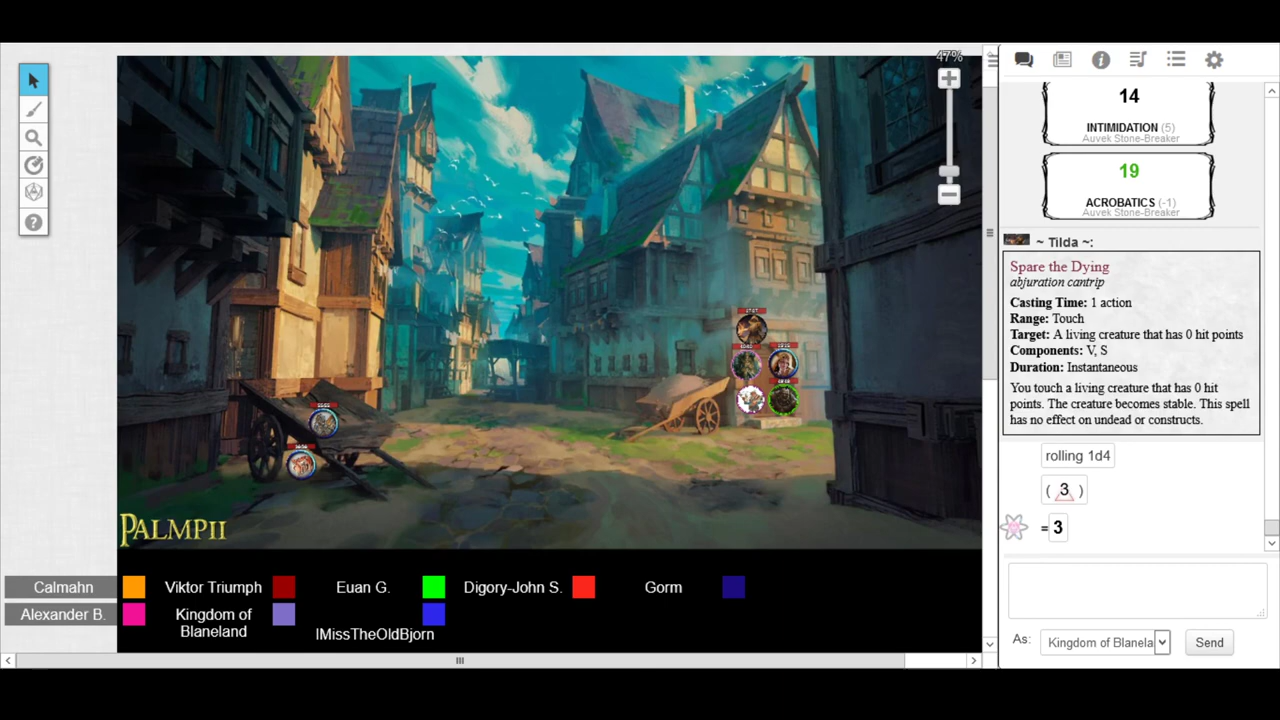 47%
14
INTIMIDATION (5)
Auvek Stone-Breaker
19
ACROBATICS (-1)
Auvek Stone-Breaker
~ Tilda ~:
Spare the Dying
abjuration cantrip
Casting Time: 1 action
Range: Touch
Target: A living creature that has 0 hit points
Components: V, S
Duration: Instantaneous
You touch a living creature that has 0 hit
points. The creature becomes stable. This spell
has no effect on undead or constructs.
rolling 1d4
( 3 )
= 3
PALMPII
Calmahn
Viktor Triumph
Euan G.
Digory-John S.
Gorm
Alexander B.
Kingdom of
Blaneland
IMissTheOldBjorn
As:
Kingdom of Blanela
Send